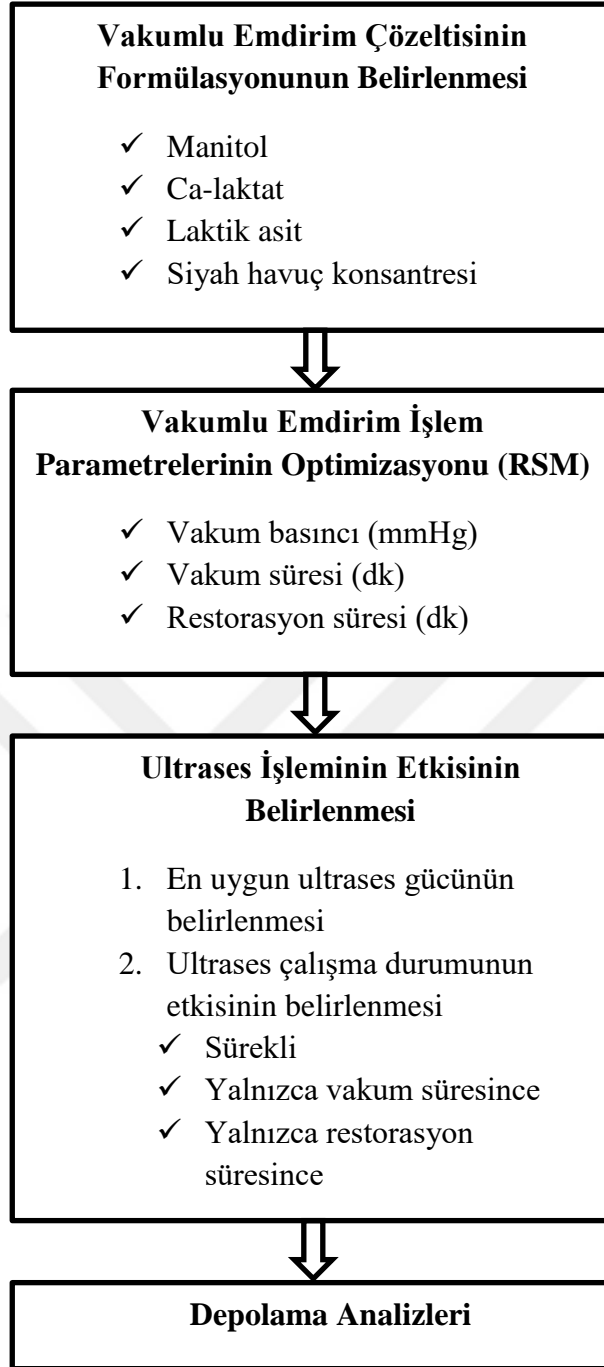 Vakumlu Emdirim Çözeltisinin
Formülasyonunun Belirlenmesi
✓ Manitol
✓ Ca-laktat
✓ Laktik asit
✓ Siyah havuç konsantresi
Vakumlu Emdirim İşlem
Parametrelerinin Optimizasyonu (RSM)
✓ Vakum basıncı (mmHg)
✓ Vakum süresi (dk)
✓ Restorasyon süresi (dk)
Ultrases İşleminin Etkisinin
Belirlenmesi
1. En uygun ultrases gücünün
belirlenmesi
2. Ultrases çalışma durumunun
etkisinin belirlenmesi
✓ Sürekli
✓ Yalnızca vakum süresince
✓ Yalnızca restorasyon
süresince
Depolama Analizleri